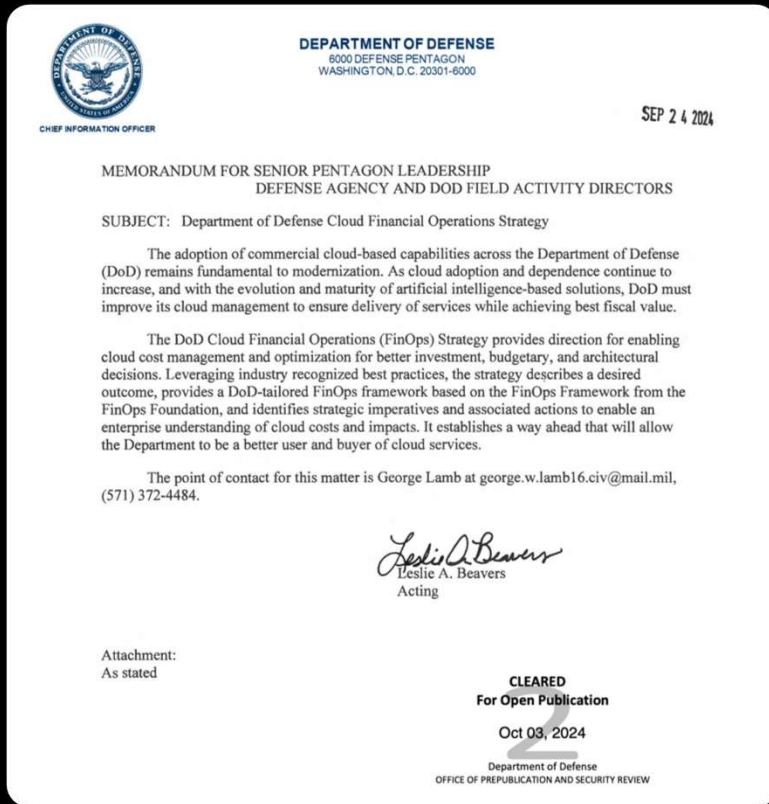 DEPARTMENT OF DEFENSE
UNITED STATES OF AMERICA
CHIEF INFORMATION OFFICER
DEPARTMENT OF DEFENSE
6000 DEFENSE PENTAGON
WASHINGTON, D.C. 20301-6000
SEP 24 2024
MEMORANDUM FOR SENIOR PENTAGON LEADERSHIP
DEFENSE AGENCY AND DOD FIELD ACTIVITY DIRECTORS
SUBJECT: Department of Defense Cloud Financial Operations Strategy
The adoption of commercial cloud-based capabilities across the Department of Defense
(DoD) remains fundamental to modernization. As cloud adoption and dependence continue to
increase, and with the evolution and maturity of artificial intelligence-based solutions, DoD must
improve its cloud management to ensure delivery of services while achieving best fiscal value.
The DoD Cloud Financial Operations (FinOps) Strategy provides direction for enabling
cloud cost management and optimization for better investment, budgetary, and architectural
decisions. Leveraging industry recognized best practices, the strategy describes a desired
outcome, provides a DoD-tailored FinOps framework based on the FinOps Framework from the
FinOps Foundation, and identifies strategic imperatives and associated actions to enable an
enterprise understanding of cloud costs and impacts. It establishes a way ahead that will allow
the Department to be a better user and buyer of cloud services.
The point of contact for this matter is George Lamb at george.w.lamb16.civ@mail.mil,
(571) 372-4484.
Leslie A. Beavers
Leslie A. Beavers
Acting
Attachment:
As stated
2
CLEARED
For Open Publication
Oct 03, 2024
Department of Defense
OFFICE OF PREPUBLICATION AND SECURITY REVIEW